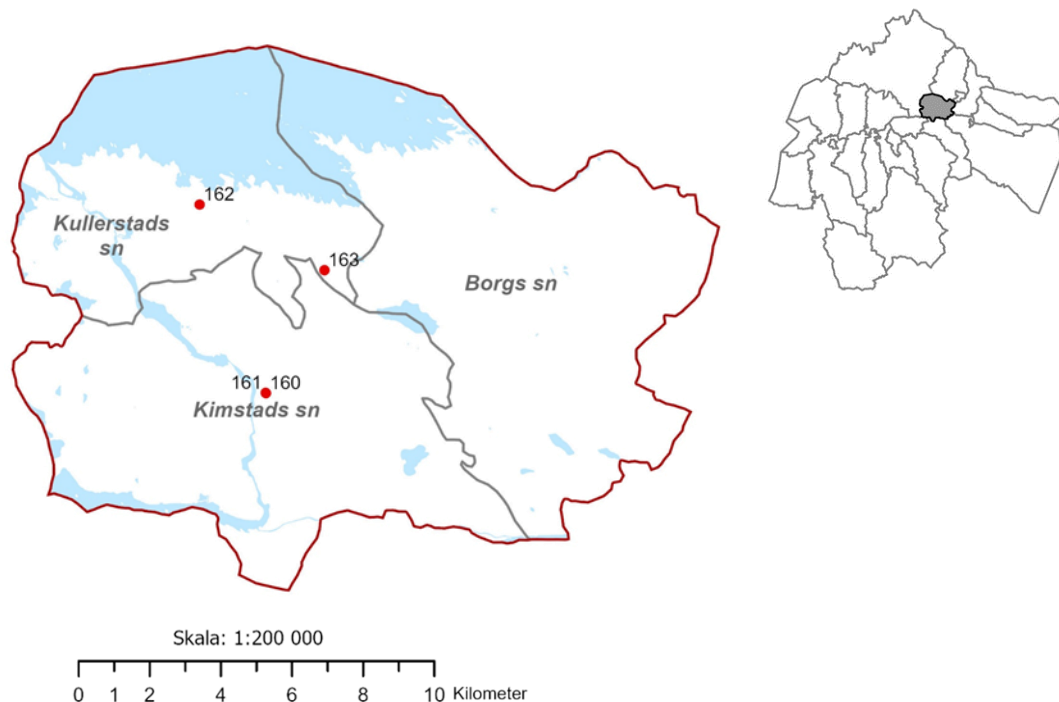 162
Kullerstads
sn
163
Borgs sn
161 160
Kimstads sn
Skala: 1:200 000
0 1 2 4 6 8 10 Kilometer